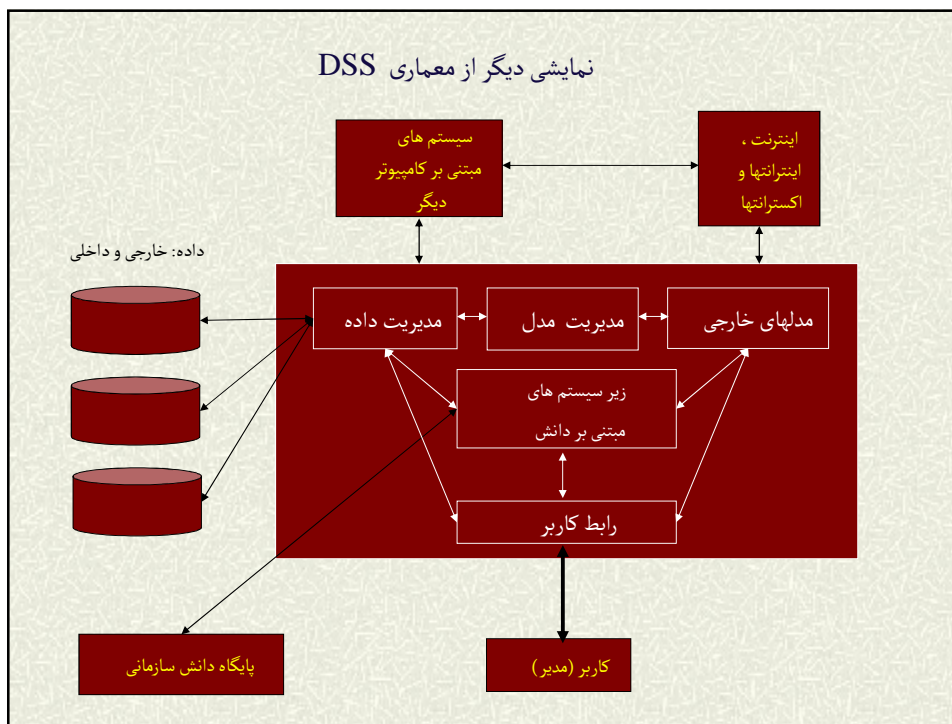 نمایشی دیگر از معماری DSS
سیستم های
مبتنی بر کامپیوتر
دیگر
اینترنت ،
اینترانتها و
اکسترانتها
داده: خارجی و داخلی
مدیریت داده
مدیریت مدل
مدلهای خارجی
زیر سیستم های
مبتنی بر دانش
رابط کاربر
پایگاه دانش سازمانی
کاربر (مدیر)